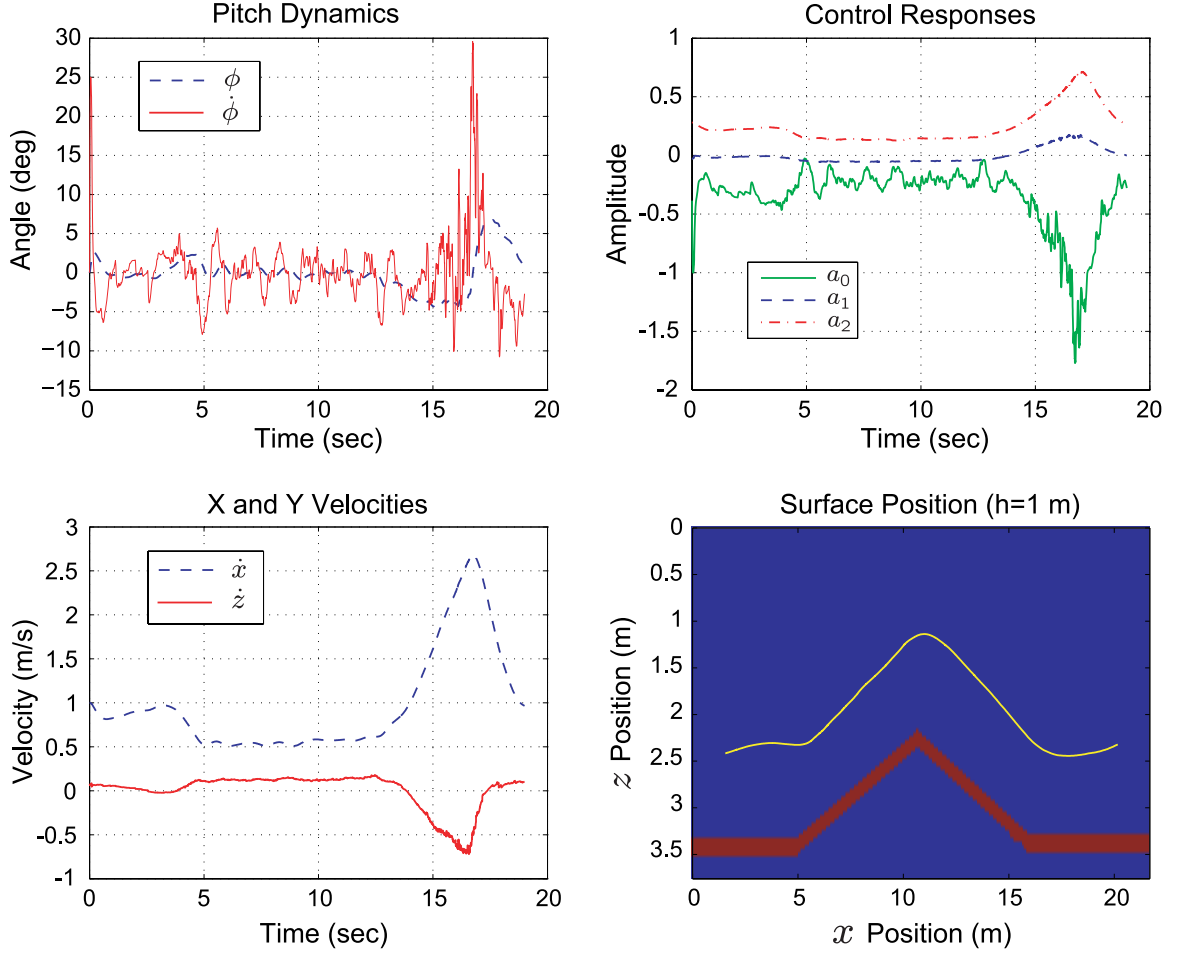 Pitch Dynamics
30
25
20
15
10
5
0
−5
−10
−15
Angle (deg)
ϕ
ϕ̇
0 5 10 15 20
Time (sec)
Control Responses
1
0.5
0
-0.5
-1
-1.5
-2
Amplitude
a₀
a₁
a₂
0 5 10 15 20
Time (sec)
X and Y Velocities
3
2.5
2
1.5
1
0.5
0
-0.5
-1
Velocity (m/s)
ẋ
ż
0 5 10 15 20
Time (sec)
Surface Position (h=1 m)
0
0.5
1
1.5
2
2.5
3
3.5
z Position (m)
0 5 10 15 20
x Position (m)